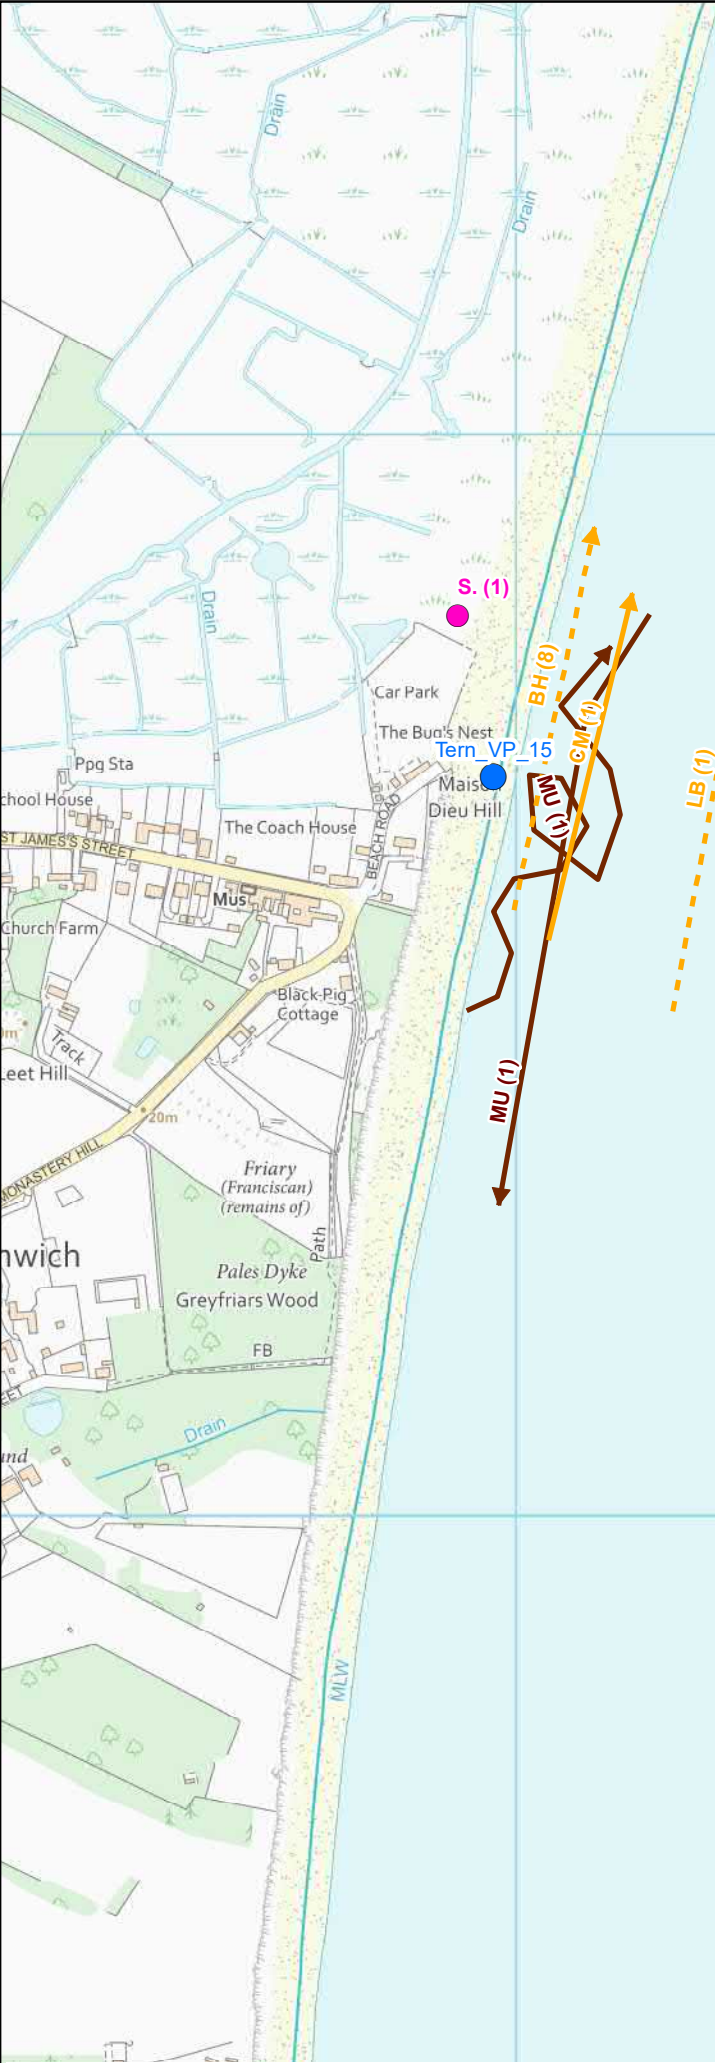 Drain
Drain
S. (1)
Drain
BH (8)
Car Park
CM (1)
The Bug's Nest
Tern_VP_15
Ppg Sta
Maison
Dieu Hill
MU (1)
LB (1)
chool House
The Coach House
BEACH ROAD
ST JAMES'S STREET
Mus
Church Farm
Black Pig
Cottage
0m
Track
Leet Hill
MU (1)
20m
MONASTERY HILL
Friary
(Franciscan)
(remains of)
Path
nwich
Pales Dyke
Greyfriars Wood
FB
EET
Drain
und
MLW